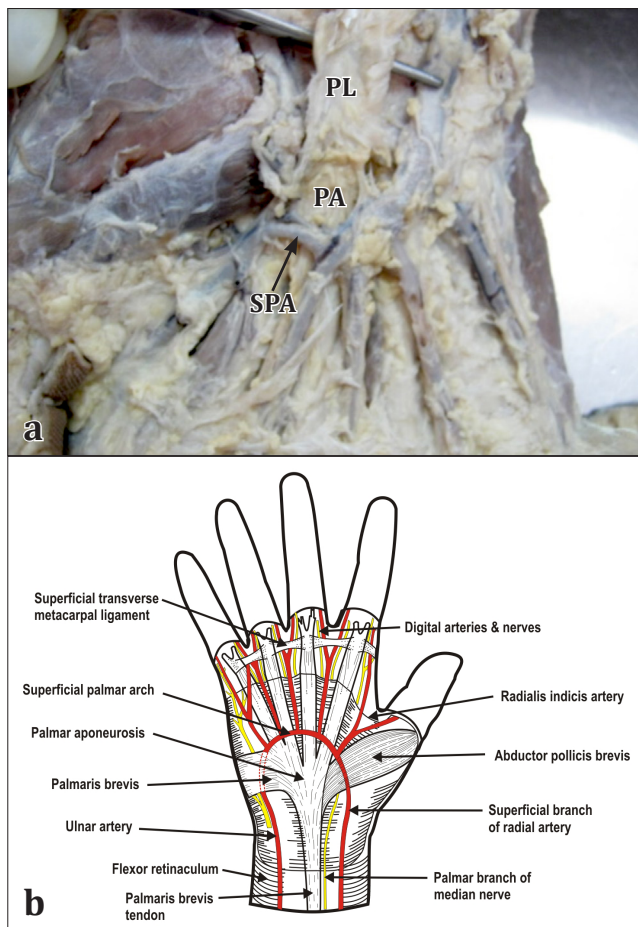 PL
PA
SPA
a
Superficial transverse
metacarpal ligament
Digital arteries & nerves
Superficial palmar arch
Radialis indicis artery
Palmar aponeurosis
Abductor pollicis brevis
Palmaris brevis
Superficial branch
of radial artery
Ulnar artery
Flexor retinaculum
Palmar branch of
median nerve
Palmaris brevis
tendon
b